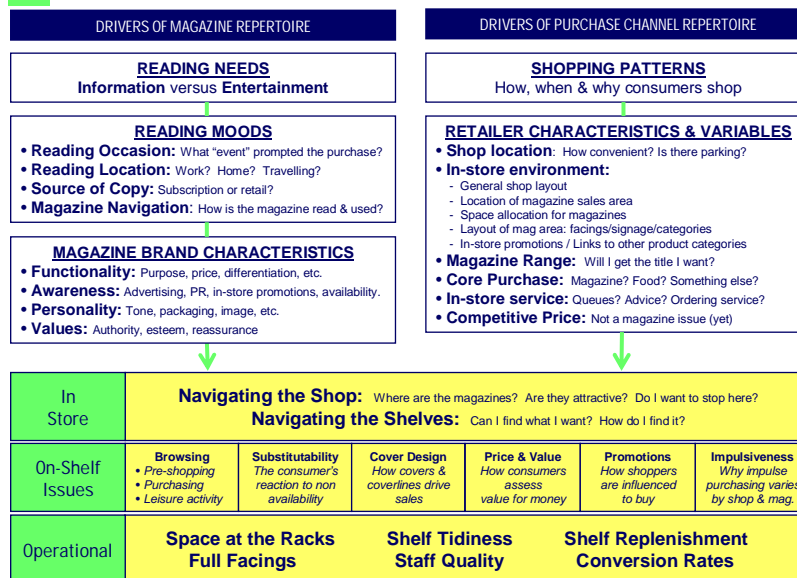 DRIVERS OF MAGAZINE REPERTOIRE
READING NEEDS
Information versus Entertainment
READING MOODS
• Reading Occasion: What “event” prompted the purchase?
• Reading Location: Work? Home? Travelling?
• Source of Copy: Subscription or retail?
• Magazine Navigation: How is the magazine read & used?
MAGAZINE BRAND CHARACTERISTICS
• Functionality: Purpose, price, differentiation, etc.
• Awareness: Advertising, PR, in-store promotions, availability.
• Personality: Tone, packaging, image, etc.
• Values: Authority, esteem, reassurance
DRIVERS OF PURCHASE CHANNEL REPERTOIRE
SHOPPING PATTERNS
How, when & why consumers shop
RETAILER CHARACTERISTICS & VARIABLES
• Shop location: How convenient? Is there parking?
• In-store environment:
- General shop layout
- Location of magazine sales area
- Space allocation for magazines
- Layout of mag area: facings/signage/categories
- In-store promotions / Links to other product categories
• Magazine Range: Will I get the title I want?
• Core Purchase: Magazine? Food? Something else?
• In-store service: Queues? Advice? Ordering service?
• Competitive Price: Not a magazine issue (yet)
In
Store
Navigating the Shop: Where are the magazines? Are they attractive? Do I want to stop here?
Navigating the Shelves: Can I find what I want? How do I find it?
On-Shelf
Issues
Browsing
• Pre-shopping
• Purchasing
• Leisure activity
Substitutability
The consumer’s
reaction to non
availability
Cover Design
How covers &
coverlines drive
sales
Price & Value
How consumers
assess
value for money
Promotions
How shoppers
are influenced
to buy
Impulsiveness
Why impulse
purchasing varies
by shop & mag.
Operational
Space at the Racks
Full Facings
Shelf Tidiness
Staff Quality
Shelf Replenishment
Conversion Rates